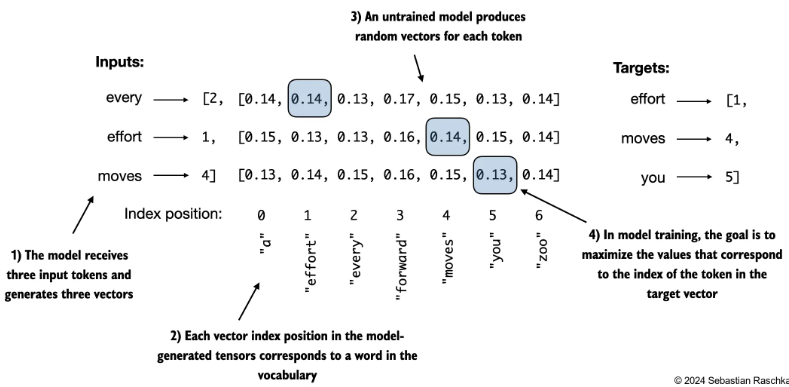 3) An untrained model produces
random vectors for each token
Inputs:
Targets:
every [2, [0.14, 0.14, 0.13, 0.17, 0.15, 0.13, 0.14] effort [1,
effort 1, [0.15, 0.13, 0.13, 0.16, 0.14, 0.15, 0.14] moves 4,
moves 4] [0.13, 0.14, 0.15, 0.16, 0.15, 0.13, 0.14] you 5]
Index position: 0 1 2 3 4 5 6
"a" "effort" "every" "forward" "moves" "you" "zoo"
1) The model receives
three input tokens and
generates three vectors
4) In model training, the goal is to
maximize the values that correspond
to the index of the token in the
target vector
2) Each vector index position in the model-
generated tensors corresponds to a word in the
vocabulary
© 2024 Sebastian Raschka